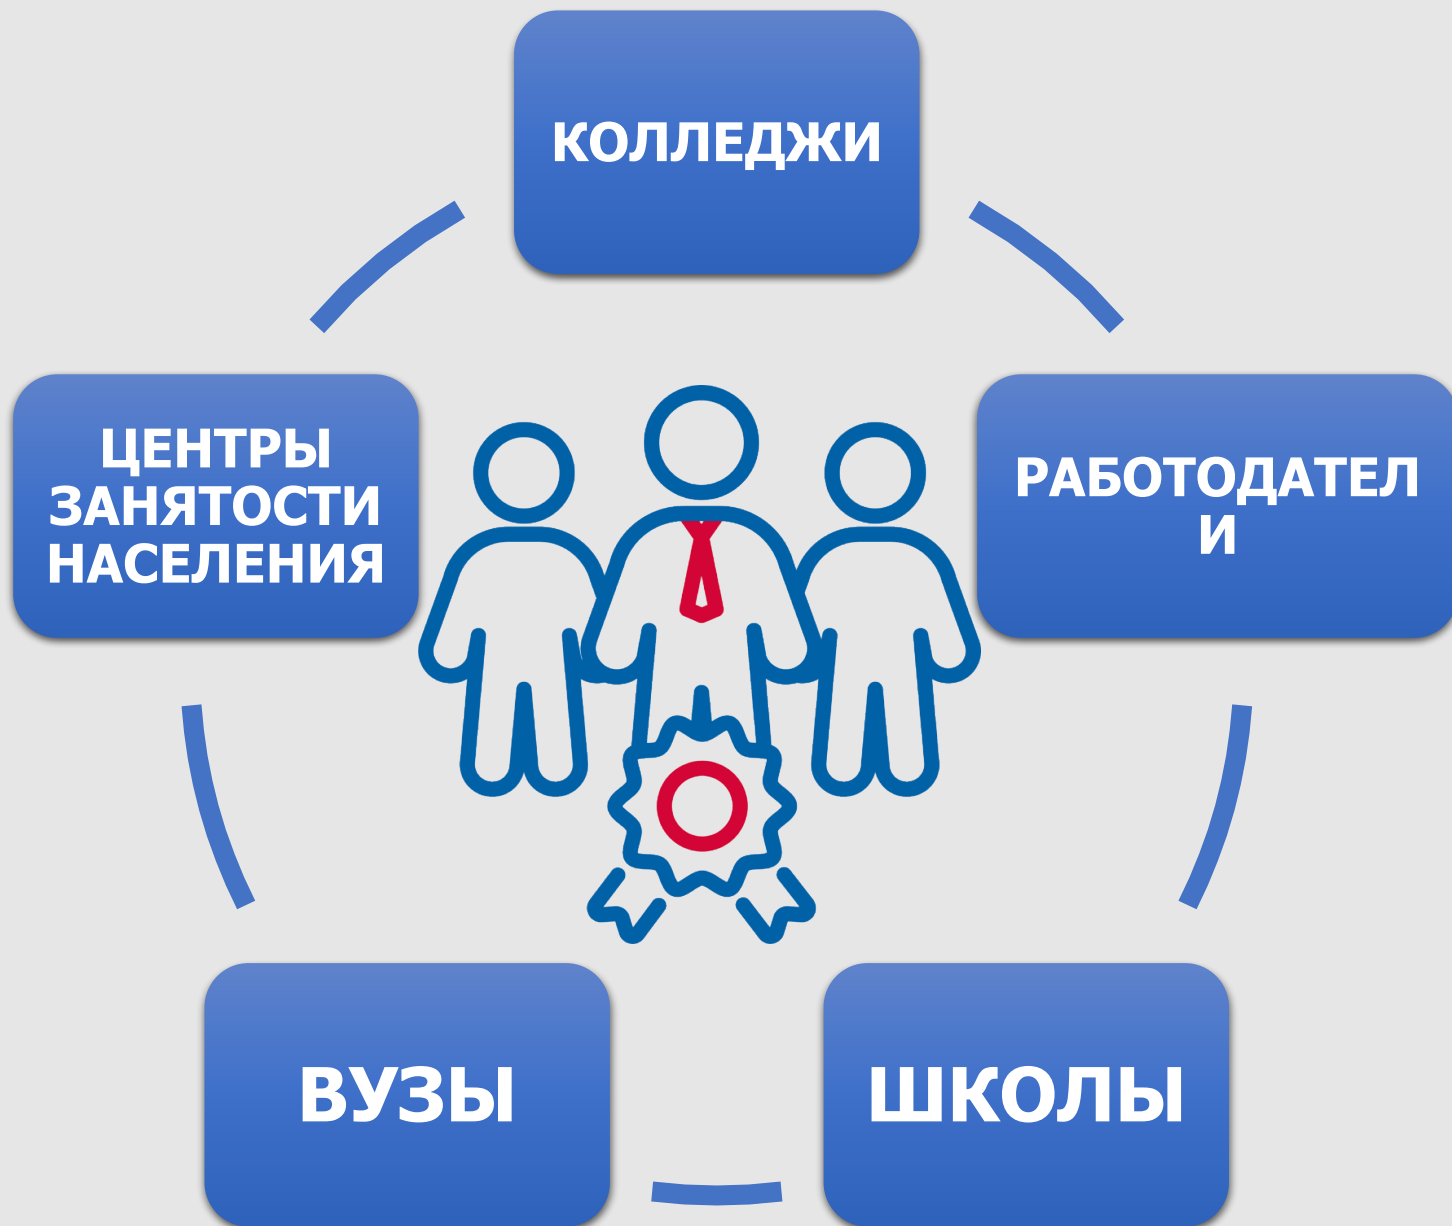 КОЛЛЕДЖИ
ЦЕНТРЫ
ЗАНЯТОСТИ
НАСЕЛЕНИЯ
РАБОТОДАТЕЛ
И
ВУЗЫ
ШКОЛЫ